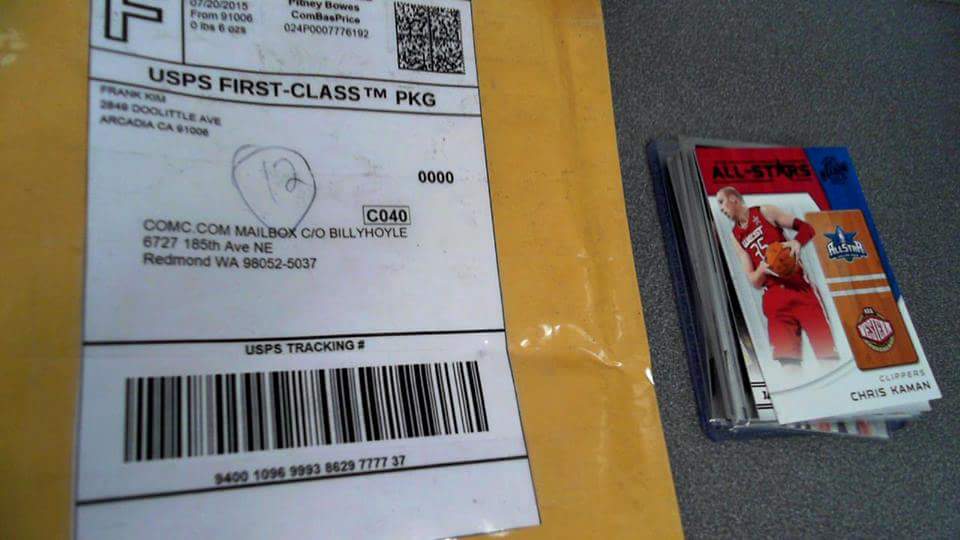 F
07/20/2015
From 91006
0 lbs 6 ozs
Pitney Bowes
ComBasPrice
024P0007776192
USPS FIRST-CLASS™ PKG
FRANK KIM
2849 DOOLITTLE AVE
ARCADIA CA 91006
12
0000
C040
COMC.COM MAILBOX C/O BILLYHOYLE
6727 185th Ave NE
Redmond WA 98052-5037
USPS TRACKING #
9400 1096 9993 8629 7777 37
ALL-STARS
WEST
35
ALL STAR
WESTERN
CLIPPERS
CHRIS KAMAN